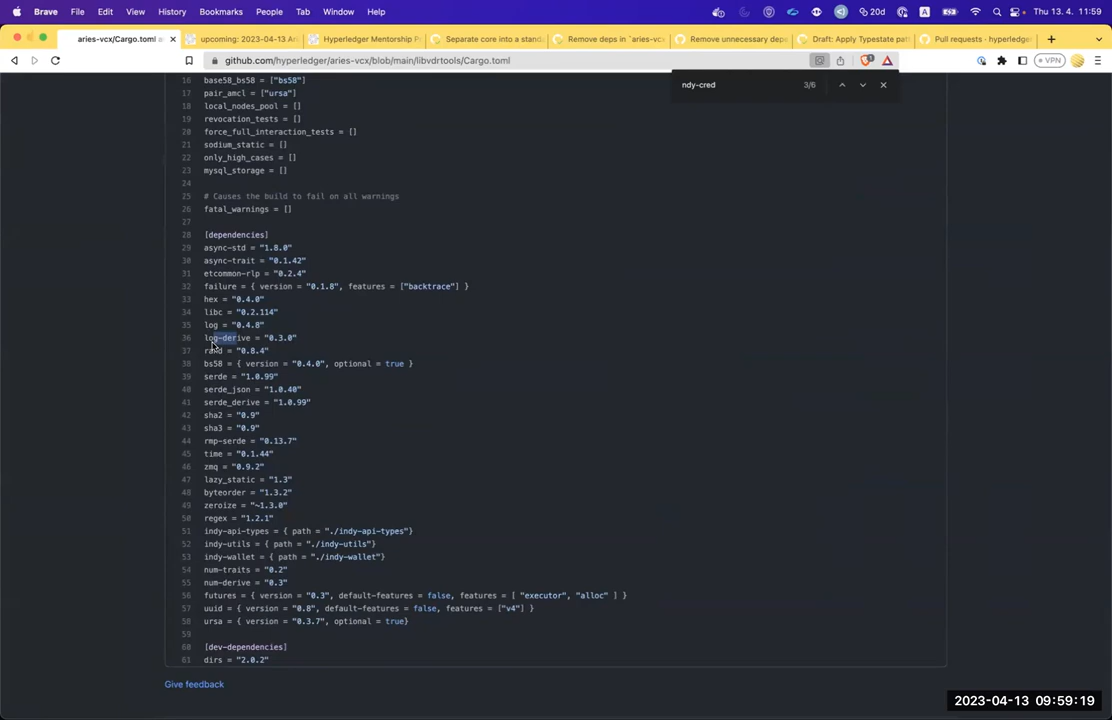 Brave File Edit View History Bookmarks People Tab Window Help 20d A Thu 13. 4. 11:59
aries-vcx/Cargo.toml a upcoming: 2023-04-13 Ar Hyperledger Mentorship P Separate core into a stand Remove deps in `aries-vc Remove unnecessary dep Draft: Apply Typestate pat Pull requests · hyperledge
github.com/hyperledger/aries-vcx/blob/main/libvdrtools/Cargo.toml VPN
ndy-cred 3/6
16 base58_bs58 = ["bs58"]
17 pair_amcl = ["ursa"]
18 local_nodes_pool = []
19 revocation_tests = []
20 force_full_interaction_tests = []
21 sodium_static = []
22 only_high_cases = []
23 mysql_storage = []
24
25 # Causes the build to fail on all warnings
26 fatal_warnings = []
27
28 [dependencies]
29 async-std = "1.8.0"
30 async-trait = "0.1.42"
31 etcommon-rlp = "0.2.4"
32 failure = { version = "0.1.8", features = ["backtrace"] }
33 hex = "0.4.0"
34 libc = "0.2.114"
35 log = "0.4.8"
36 log-derive = "0.3.0"
37 rand = "0.8.4"
38 bs58 = { version = "0.4.0", optional = true }
39 serde = "1.0.99"
40 serde_json = "1.0.40"
41 serde_derive = "1.0.99"
42 sha2 = "0.9"
43 sha3 = "0.9"
44 rmp-serde = "0.13.7"
45 time = "0.1.44"
46 zmq = "0.9.2"
47 lazy_static = "1.3"
48 byteorder = "1.3.2"
49 zeroize = "~1.3.0"
50 regex = "1.2.1"
51 indy-api-types = { path = "./indy-api-types"}
52 indy-utils = { path = "./indy-utils"}
53 indy-wallet = { path = "./indy-wallet"}
54 num-traits = "0.2"
55 num-derive = "0.3"
56 futures = { version = "0.3", default-features = false, features = [ "executor", "alloc" ] }
57 uuid = { version = "0.8", default-features = false, features = ["v4"] }
58 ursa = { version = "0.3.7", optional = true}
59
60 [dev-dependencies]
61 dirs = "2.0.2"
Give feedback
2023-04-13 09:59:19